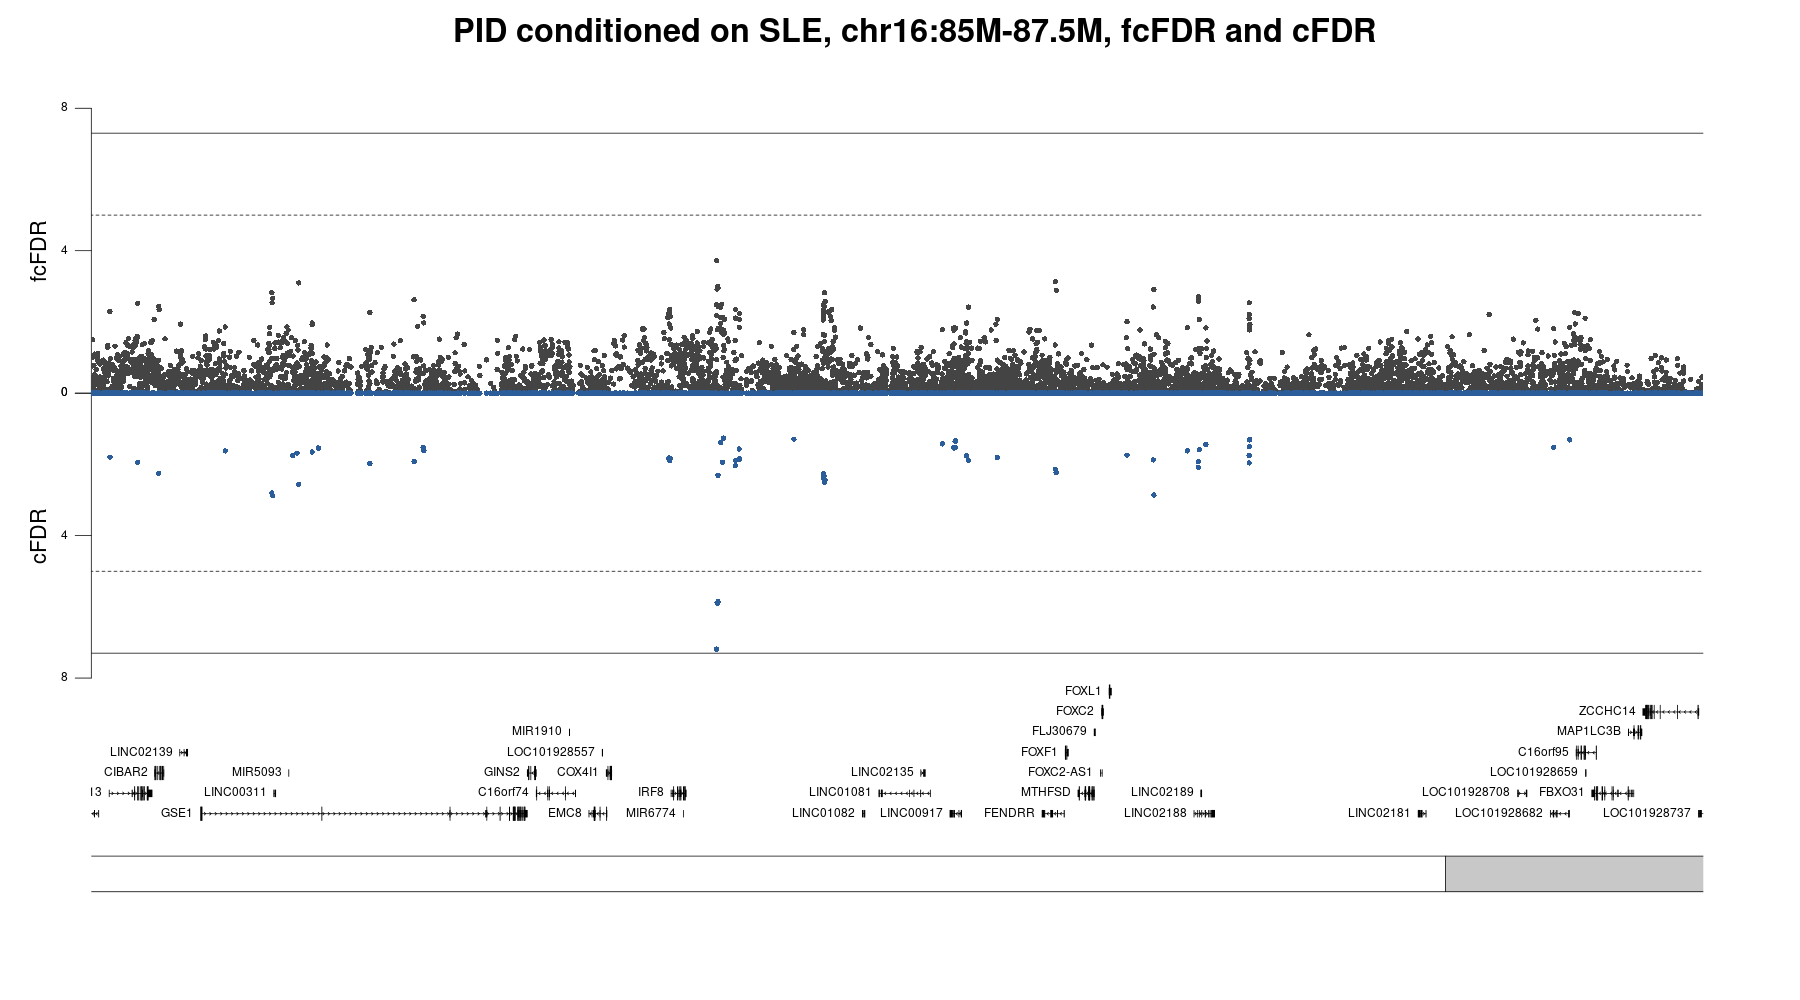 PID conditioned on SLE, chr16:85M-87.5M, fcFDR and cFDR
8
4
0
fcFDR
4
8
cFDR
FOXL1
FOXC2
ZCCHC14
MIR1910
FLJ30679
MAP1LC3B
LINC02139
LOC101928557
FOXF1
C16orf95
CIBAR2
MIR5093
GINS2
COX4I1
LINC02135
FOXC2-AS1
LOC101928659
13
LINC00311
C16orf74
IRF8
LINC01081
MTHFSD
LINC02189
LOC101928708
FBXO31
GSE1
EMC8
MIR6774
LINC01082
LINC00917
FENDRR
LINC02188
LINC02181
LOC101928682
LOC101928737